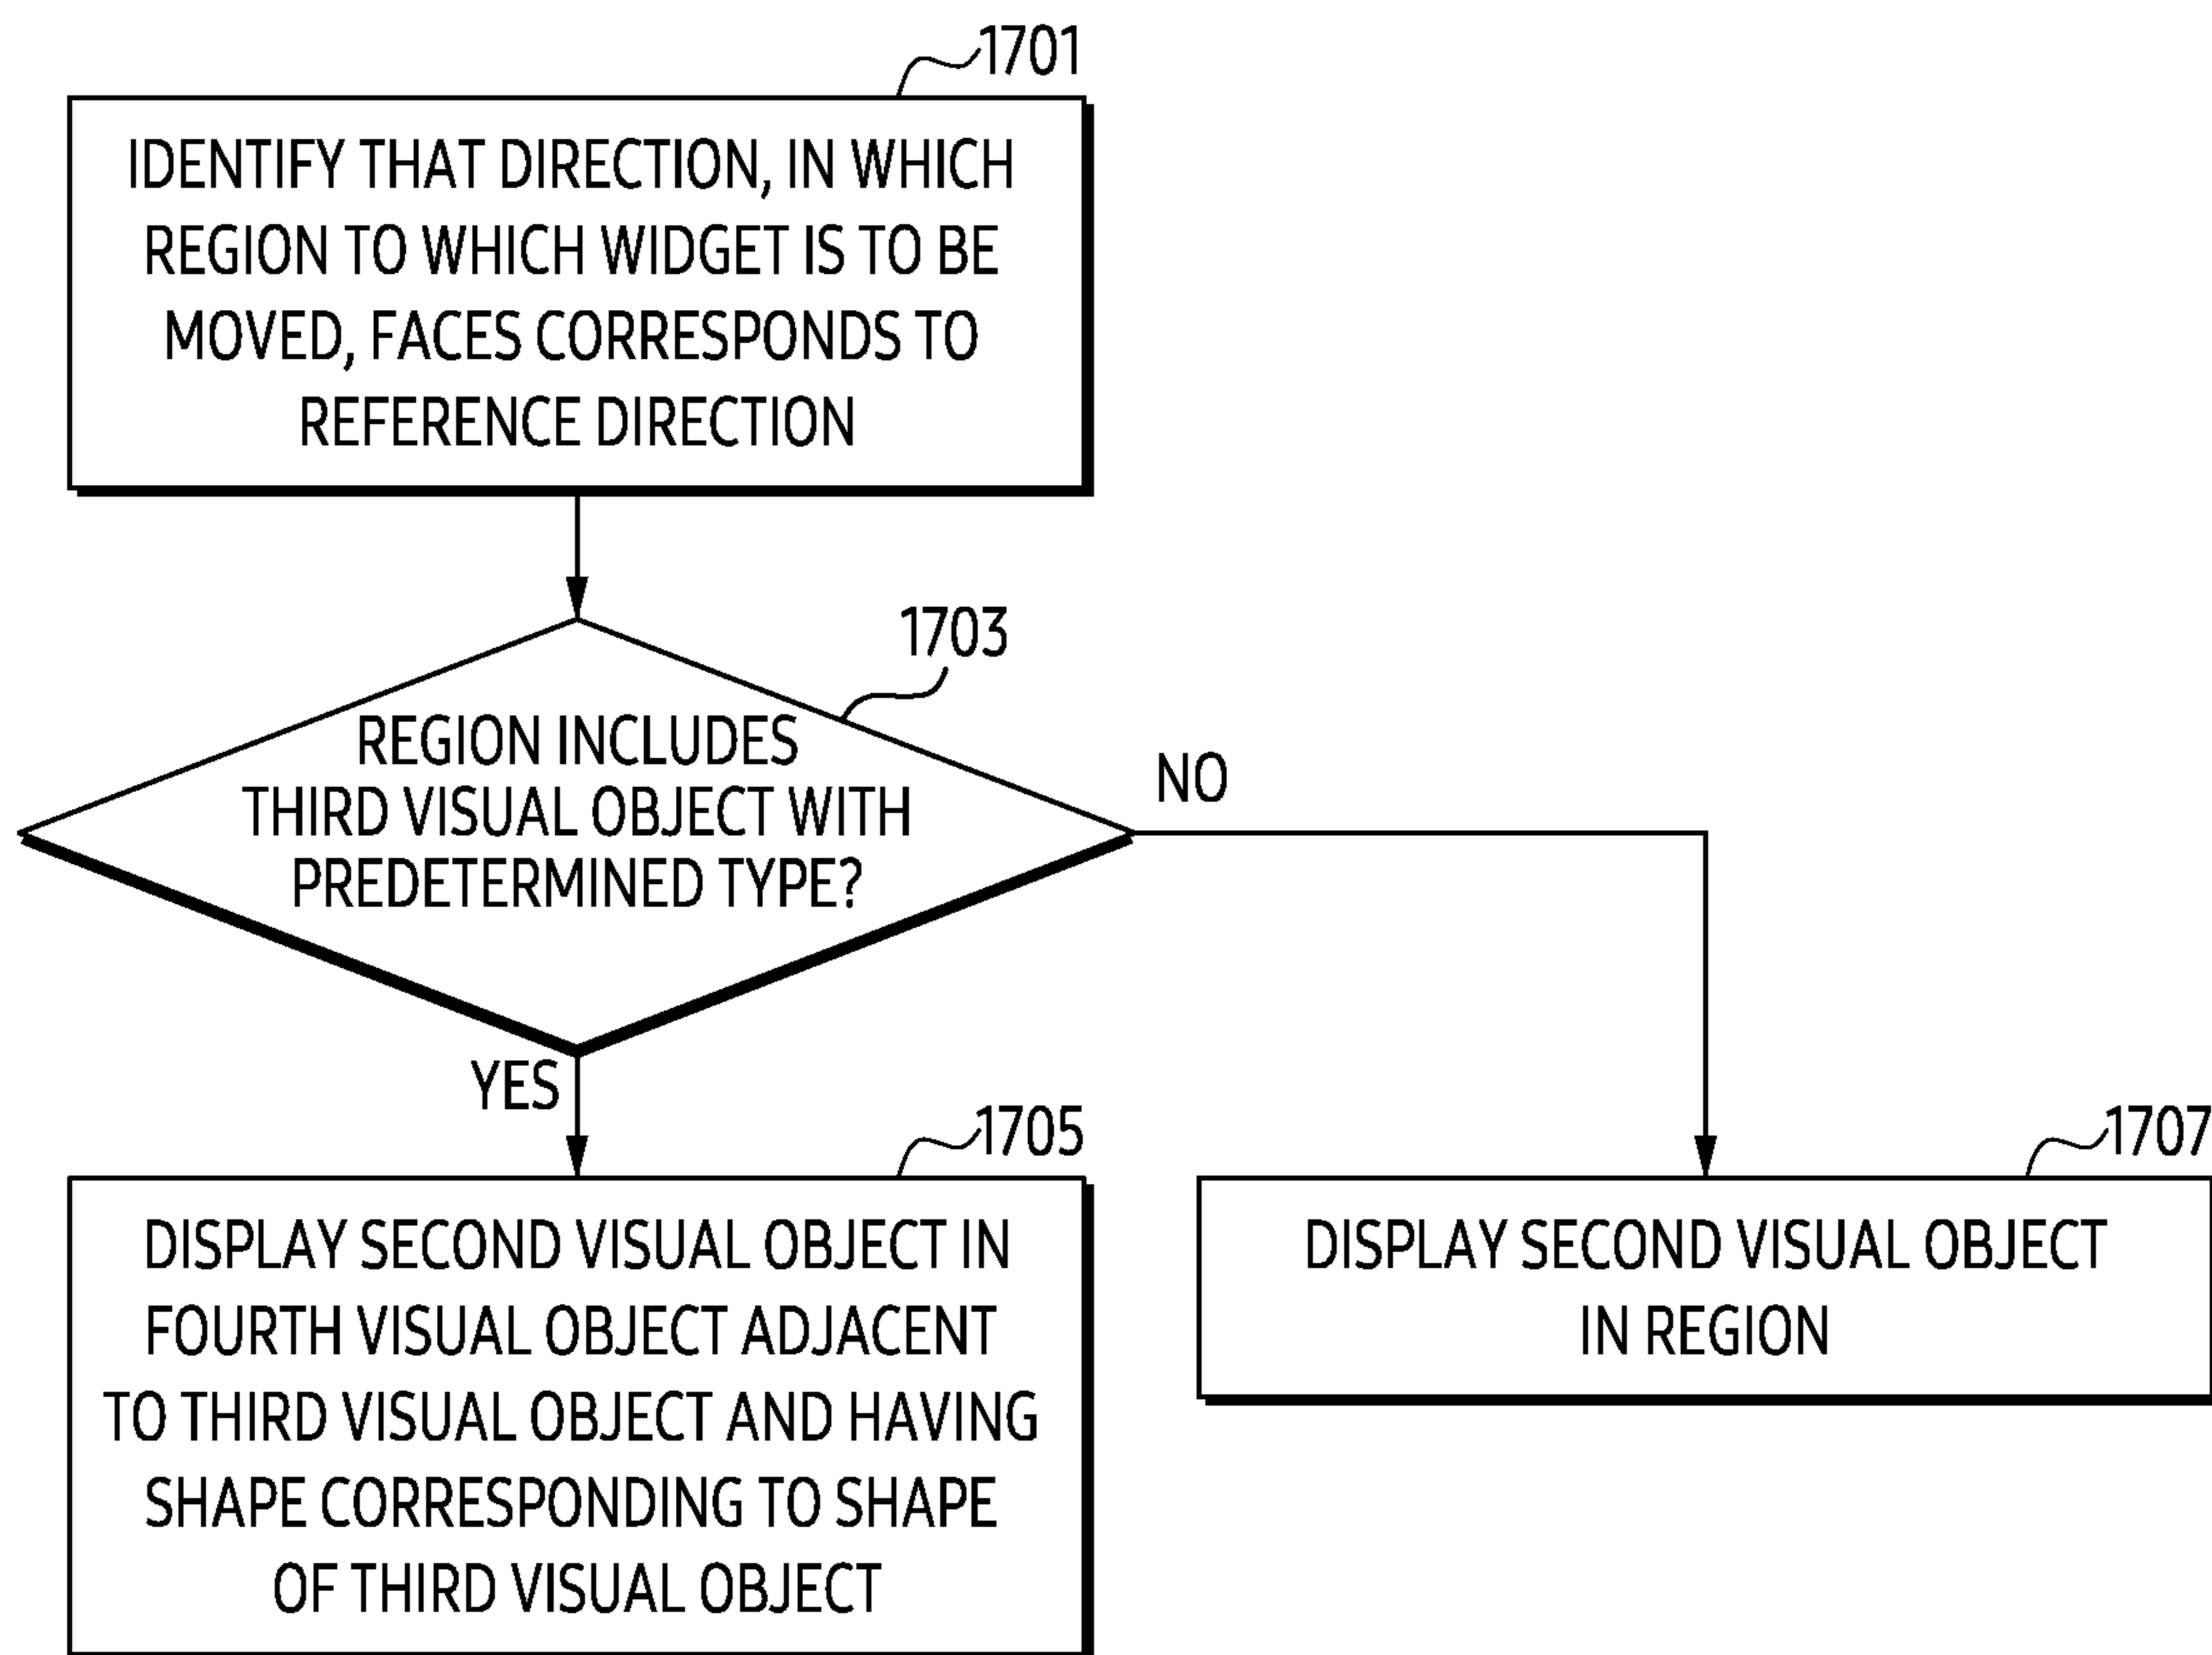 1701
IDENTIFY THAT DIRECTION, IN WHICH
REGION TO WHICH WIDGET IS TO BE
MOVED, FACES CORRESPONDS TO
REFERENCE DIRECTION
1703
REGION INCLUDES
THIRD VISUAL OBJECT WITH
PREDETERMINED TYPE?
NO
YES
1705
DISPLAY SECOND VISUAL OBJECT IN
FOURTH VISUAL OBJECT ADJACENT
TO THIRD VISUAL OBJECT AND HAVING
SHAPE CORRESPONDING TO SHAPE
OF THIRD VISUAL OBJECT
1707
DISPLAY SECOND VISUAL OBJECT
IN REGION